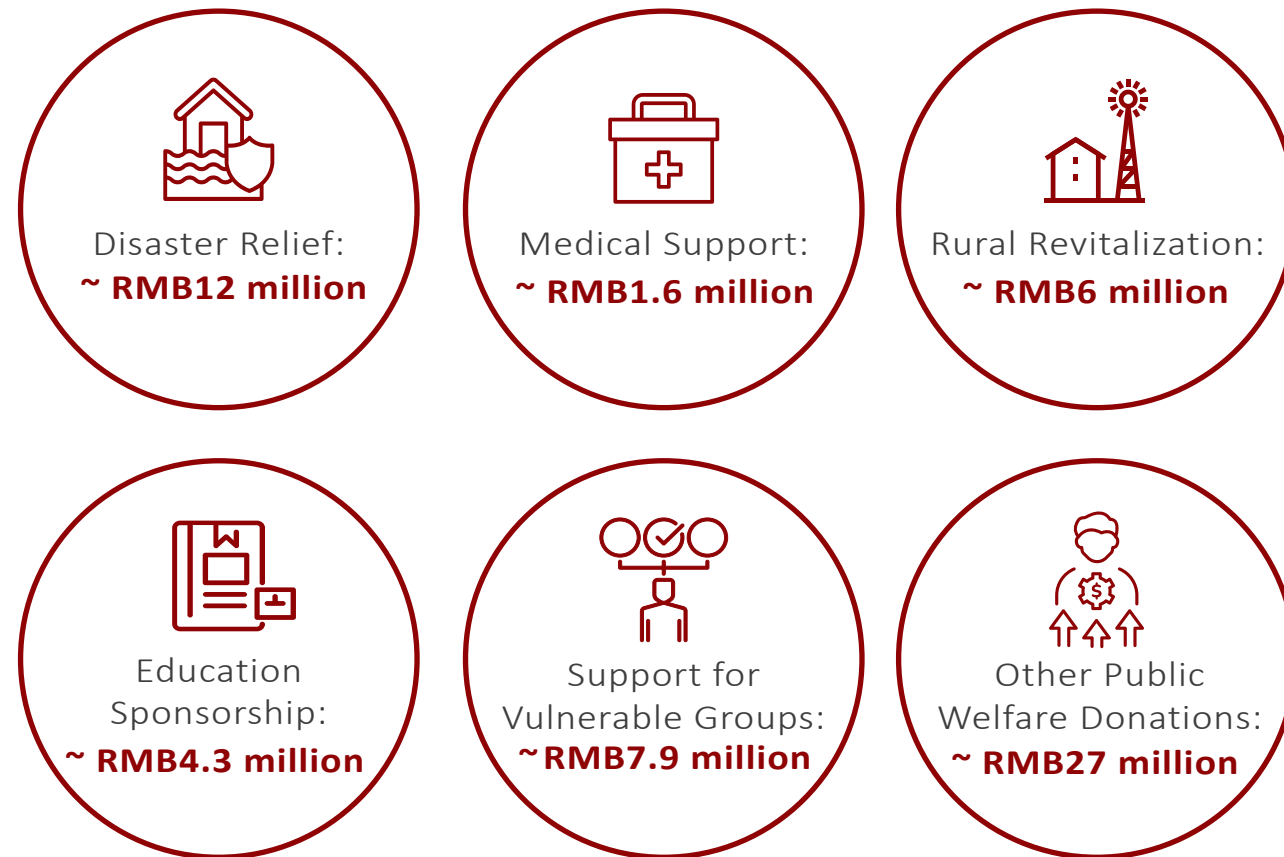 Disaster Relief:
~ RMB12 million
Medical Support:
~ RMB1.6 million
Rural Revitalization:
~ RMB6 million
Education
Sponsorship:
~ RMB4.3 million
Support for
Vulnerable Groups:
~RMB7.9 million
Other Public
Welfare Donations:
~ RMB27 million
$